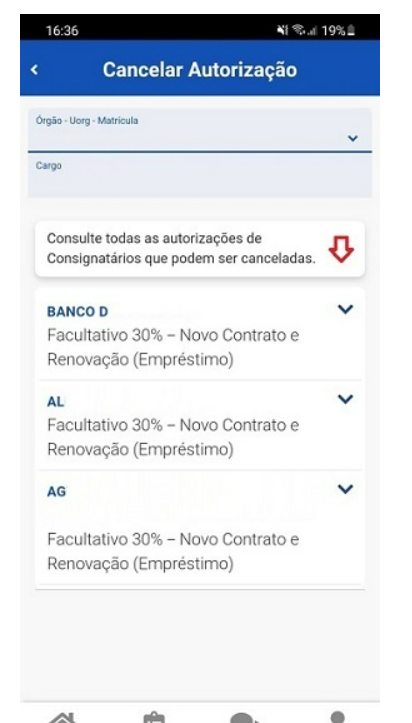 16:36
19%
Cancelar Autorização
Órgão - Uorg - Matrícula
Cargo
Consulte todas as autorizações de
Consignatários que podem ser canceladas.
BANCO D
Facultativo 30% – Novo Contrato e
Renovação (Empréstimo)
AL
Facultativo 30% – Novo Contrato e
Renovação (Empréstimo)
AG
Facultativo 30% – Novo Contrato e
Renovação (Empréstimo)